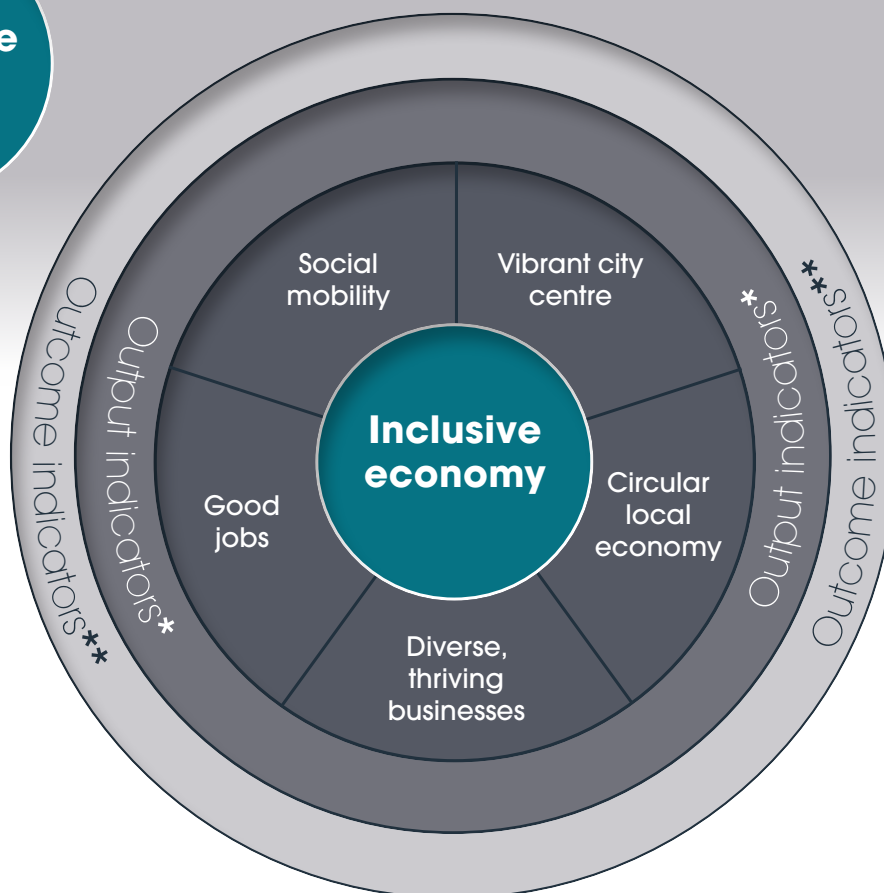 Social
mobility
Vibrant city
centre
Inclusive
economy
Good
jobs
Circular
local
economy
Diverse,
thriving
businesses
Outcome indicators**
Output indicators*
Output indicators*
Outcome indicators**